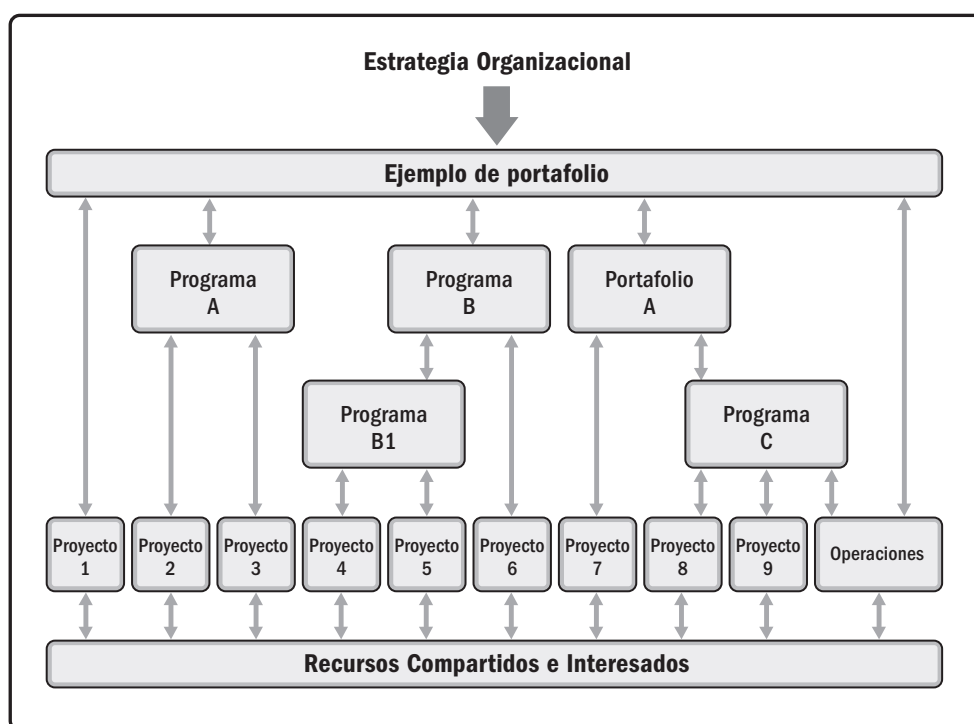 Estrategia Organizacional
Ejemplo de portafolio
Programa
A
Programa
B
Portafolio
A
Programa
B1
Programa
C
Proyecto
1
Proyecto
2
Proyecto
3
Proyecto
4
Proyecto
5
Proyecto
6
Proyecto
7
Proyecto
8
Proyecto
9
Operaciones
Recursos Compartidos e Interesados